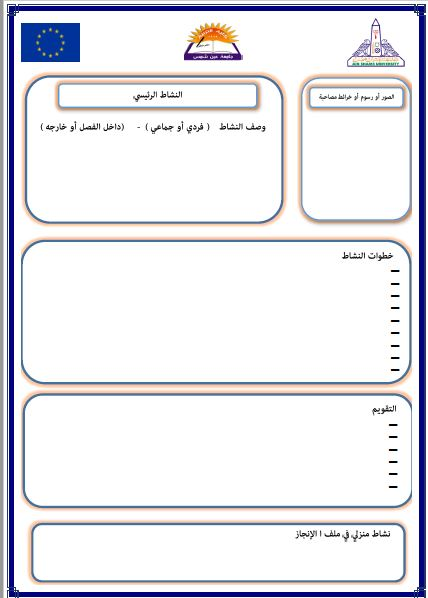 AIN SHAMS UNIVERSITY
جامعة عين شمس
الصور أو رسوم أو خرائط مصاحبة
النشاط الرئيسي
وصف النشاط ( فردي أو جماعي ) - (داخل الفصل أو خارجه )
خطوات النشاط
–
–
–
–
–
–
–
–
–
التقويم
–
–
–
–
–
–
نشاط منزلي في ملف ا الإنجاز